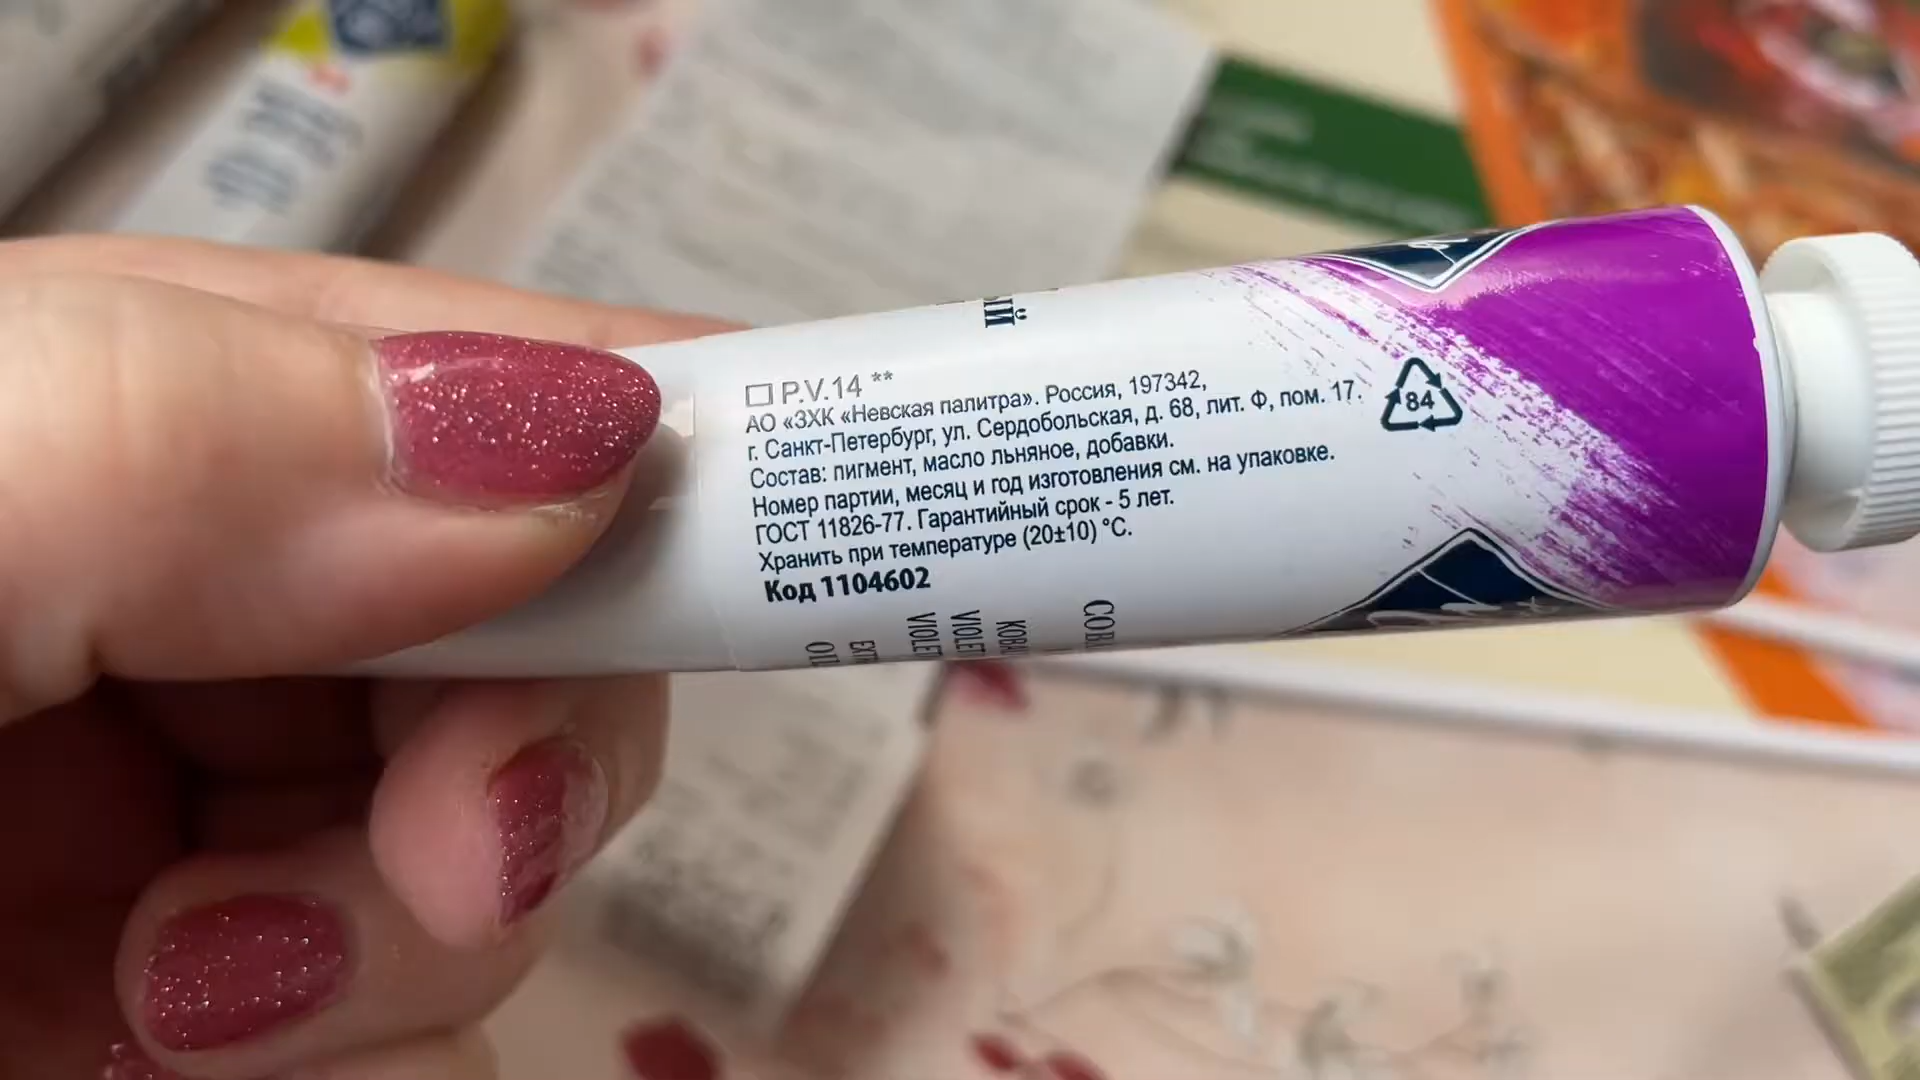 P.V.14 **
АО «ЗХК «Невская палитра». Россия, 197342,
г. Санкт-Петербург, ул. Сердобольская, д. 68, лит. Ф, пом. 17.
Состав: пигмент, масло льняное, добавки.
Номер партии, месяц и год изготовления см. на упаковке.
ГОСТ 11826-77. Гарантийный срок - 5 лет.
Хранить при температуре (20±10) °С.
Код 1104602
84